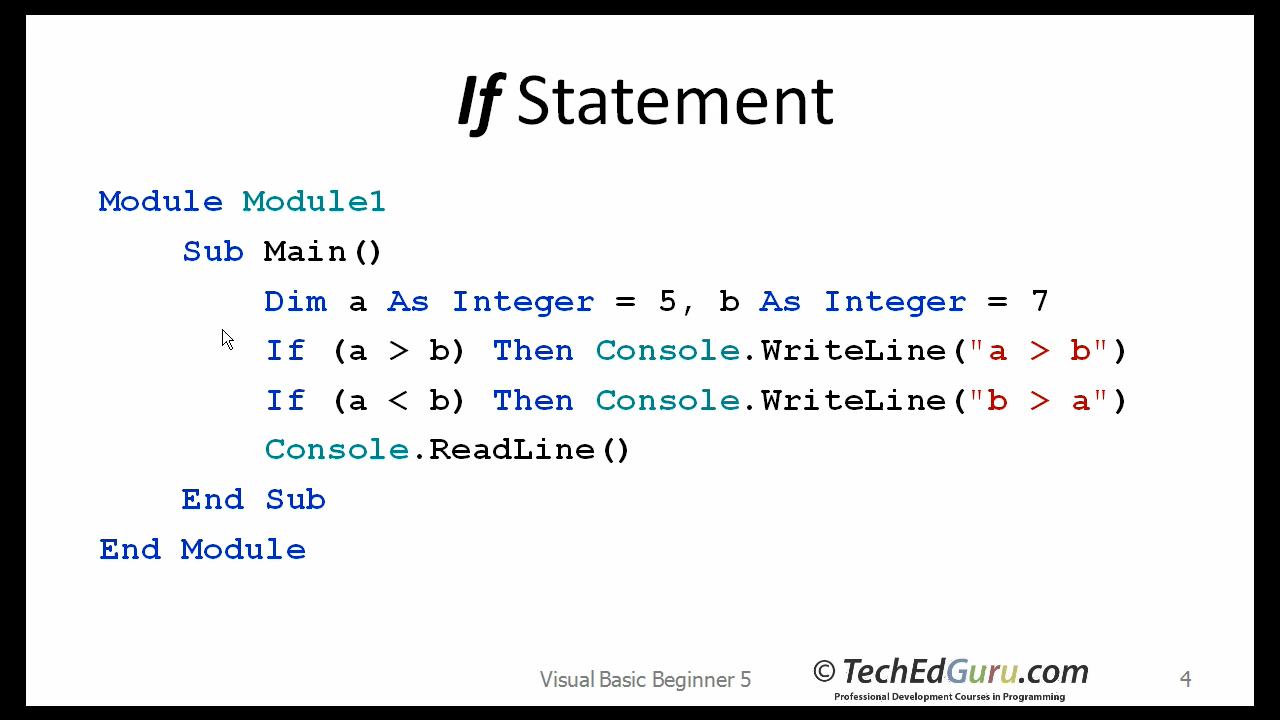 If Statement
Module Module1
Sub Main()
Dim a As Integer = 5, b As Integer = 7
If (a > b) Then Console.WriteLine("a > b")
If (a < b) Then Console.WriteLine("b > a")
Console.ReadLine()
End Sub
End Module
Visual Basic Beginner 5
© TechEdGuru.com
Professional Development Courses in Programming
4